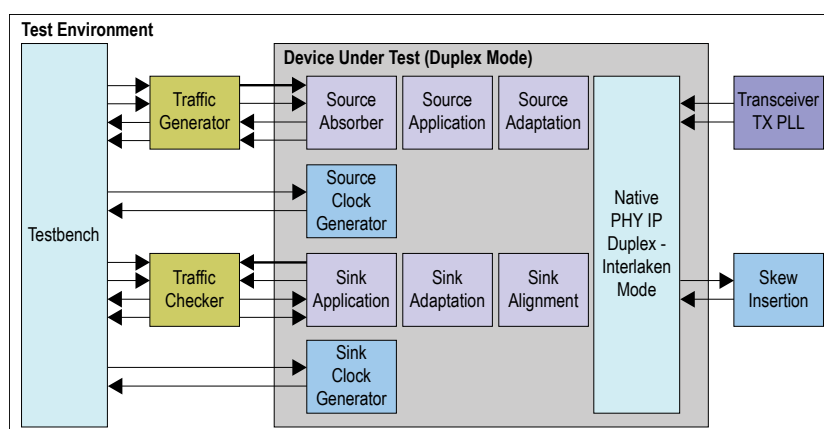 Test Environment
Device Under Test (Duplex Mode)
Testbench
Traffic
Generator
Source
Absorber
Source
Application
Source
Adaptation
Transceiver
TX PLL
Source
Clock
Generator
Native
PHY IP
Duplex -
Interlaken
Mode
Traffic
Checker
Sink
Application
Sink
Adaptation
Sink
Alignment
Skew
Insertion
Sink
Clock
Generator